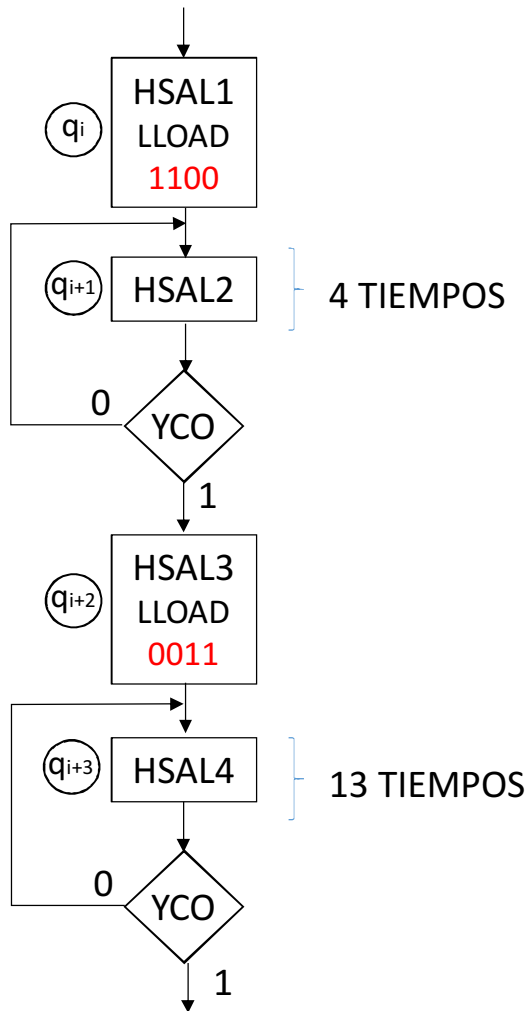 HSAL1
qi
LLOAD
1100
qi+1
HSAL2
4 TIEMPOS
0
YCO
1
HSAL3
qi+2
LLOAD
0011
qi+3
HSAL4
13 TIEMPOS
0
YCO
1